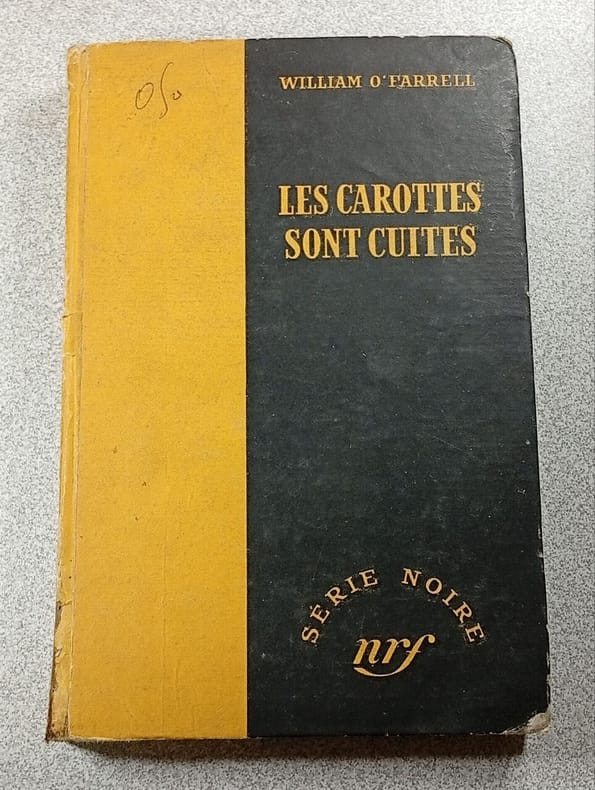 WILLIAM O'FARRELL
LES CAROTTES
SONT CUITES
SÉRIE NOIRE
nrf